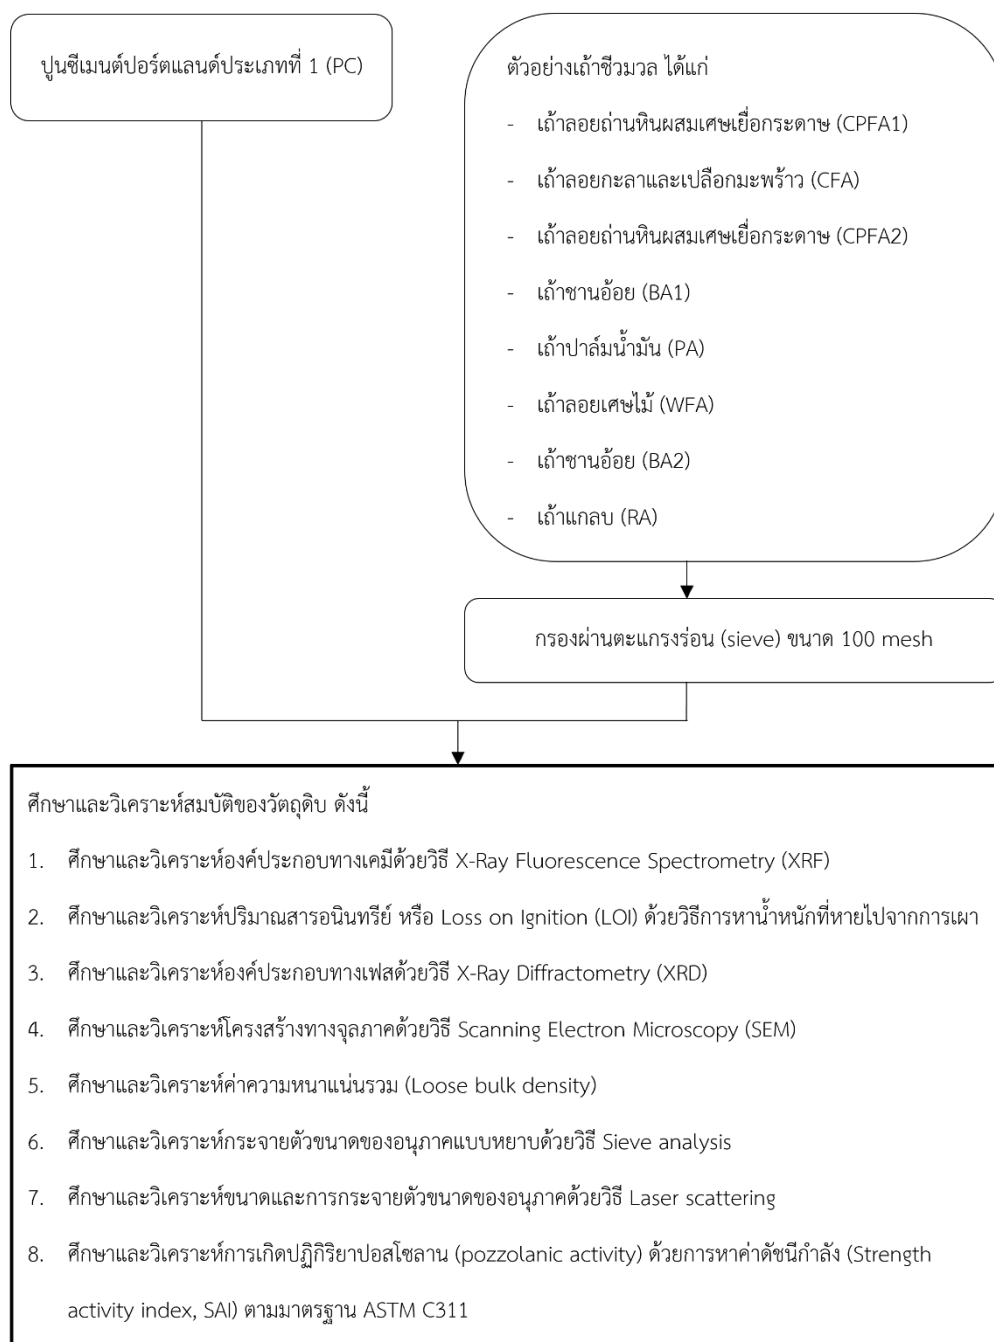 ปูนซีเมนต์ปอร์ตแลนด์ประเภทที่ 1 (PC)
ตัวอย่างเถ้าชีวมวล ได้แก่
- เถ้าลอยถ่านหินผสมเศษเยื่อกระดาษ (CPFA1)
- เถ้าลอยกะลาและเปลือกมะพร้าว (CFA)
- เถ้าลอยถ่านหินผสมเศษเยื่อกระดาษ (CPFA2)
- เถ้าชานอ้อย (BA1)
- เถ้าปาล์มน้ำมัน (PA)
- เถ้าลอยเศษไม้ (WFA)
- เถ้าชานอ้อย (BA2)
- เถ้าแกลบ (RA)
กรองผ่านตะแกรงร่อน (sieve) ขนาด 100 mesh
ศึกษาและวิเคราะห์สมบัติของวัตถุดิบ ดังนี้
1. ศึกษาและวิเคราะห์องค์ประกอบทางเคมีด้วยวิธี X-Ray Fluorescence Spectrometry (XRF)
2. ศึกษาและวิเคราะห์ปริมาณสารอนินทรีย์ หรือ Loss on Ignition (LOI) ด้วยวิธีการหาน้ำหนักที่หายไปจากการเผา
3. ศึกษาและวิเคราะห์องค์ประกอบทางเฟสด้วยวิธี X-Ray Diffractometry (XRD)
4. ศึกษาและวิเคราะห์โครงสร้างทางจุลภาคด้วยวิธี Scanning Electron Microscopy (SEM)
5. ศึกษาและวิเคราะห์ค่าความหนาแน่นรวม (Loose bulk density)
6. ศึกษาและวิเคราะห์กระจายตัวขนาดของอนุภาคแบบหยาบด้วยวิธี Sieve analysis
7. ศึกษาและวิเคราะห์ขนาดและการกระจายตัวขนาดของอนุภาคด้วยวิธี Laser scattering
8. ศึกษาและวิเคราะห์การเกิดปฏิกิริยาปอสโซลาน (pozzolanic activity) ด้วยการหาค่าดัชนีกำลัง (Strength
activity index, SAI) ตามมาตรฐาน ASTM C311